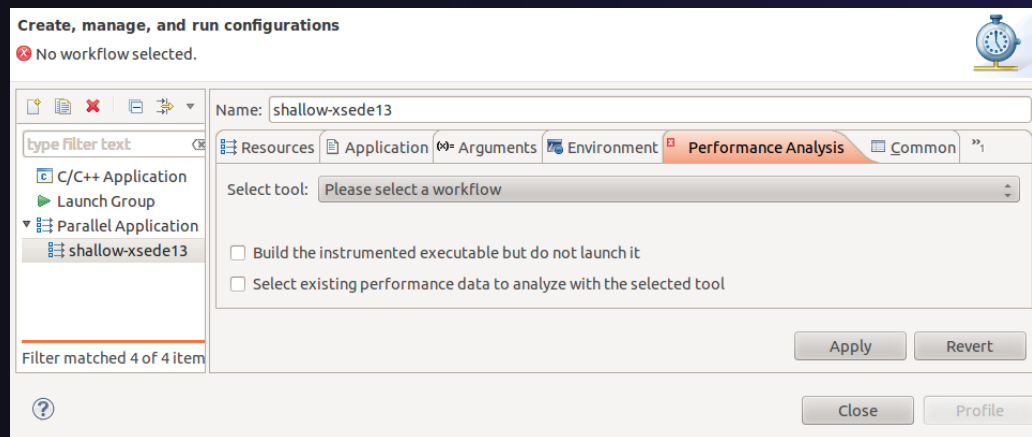 Create, manage, and run configurations
No workflow selected.
Name: shallow-xsede13
type filter text
Resources Application (x)= Arguments Environment Performance Analysis Common »1
C/C++ Application
Select tool: Please select a workflow
Launch Group
Parallel Application
shallow-xsede13
Build the instrumented executable but do not launch it
Select existing performance data to analyze with the selected tool
Filter matched 4 of 4 item
Apply Revert
? Close Profile